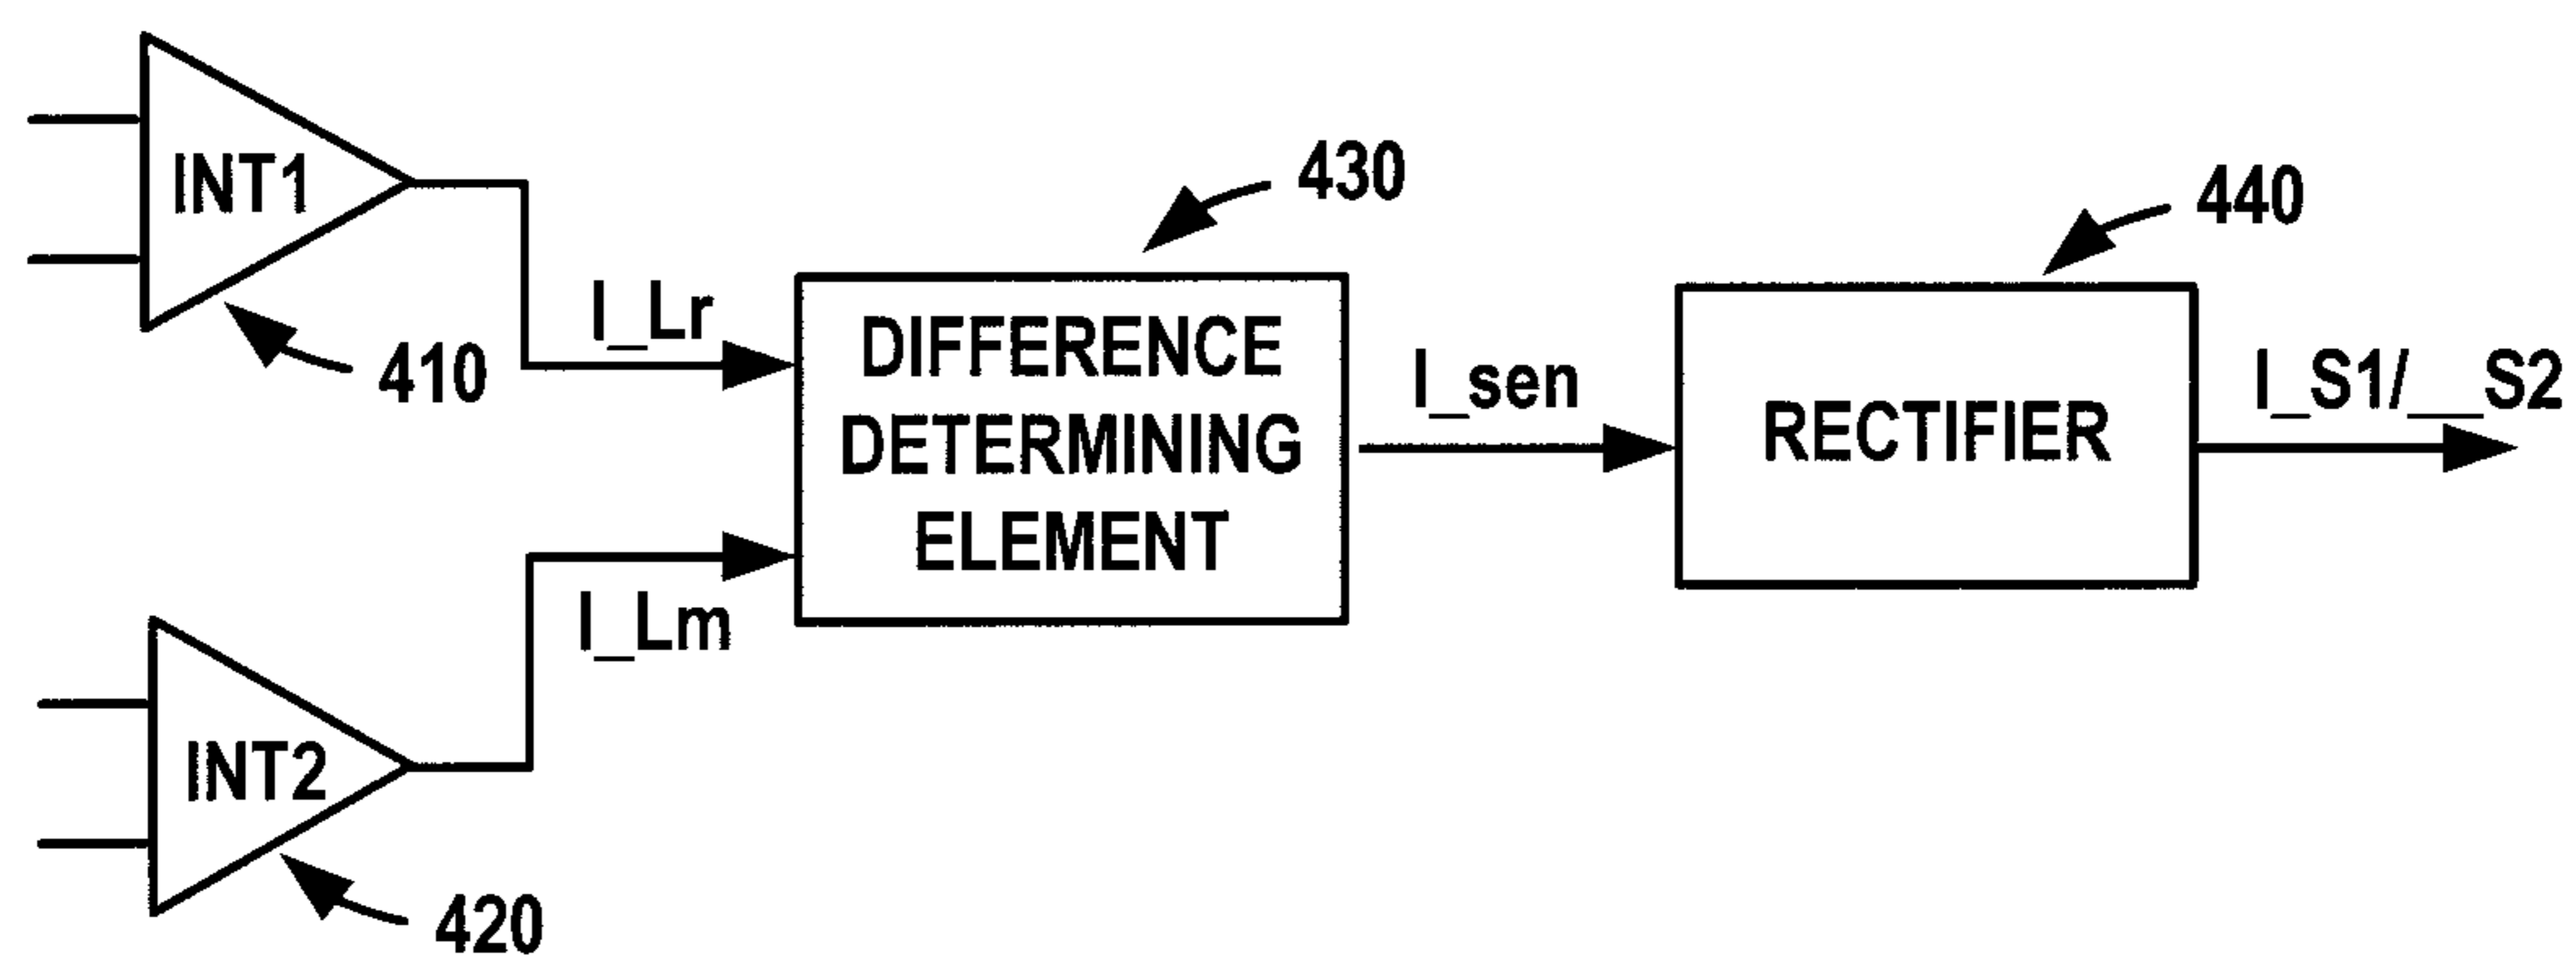 INT1
410
I_Lr
430
DIFFERENCE
DETERMINING
ELEMENT
I_sen
440
RECTIFIER
I_S1/__S2
I_Lm
INT2
420